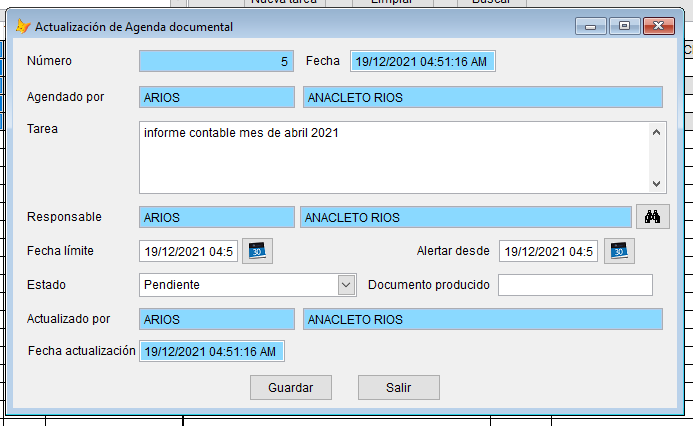 Nueva tarea Limpiar Buscar
Actualización de Agenda documental
Número 5 Fecha 19/12/2021 04:51:16 AM
Agendado por ARIOS ANACLETO RIOS
Tarea informe contable mes de abril 2021
Responsable ARIOS ANACLETO RIOS
Fecha límite 19/12/2021 04:5 30 Alertar desde 19/12/2021 04:5 30
Estado Pendiente Documento producido
Actualizado por ARIOS ANACLETO RIOS
Fecha actualización 19/12/2021 04:51:16 AM
Guardar Salir